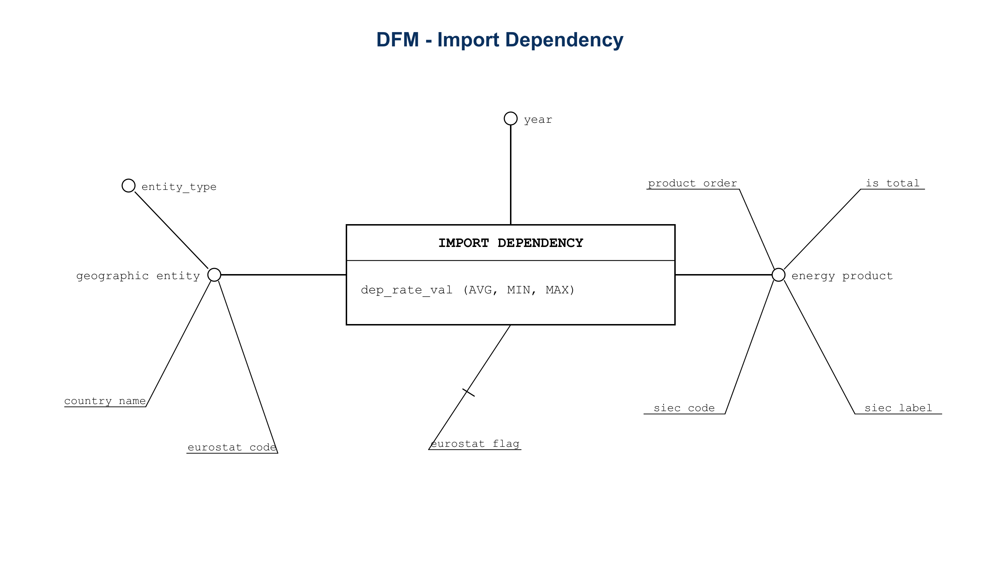 DFM - Import Dependency
year
entity_type
product order
is total
IMPORT DEPENDENCY
geographic entity
energy product
dep_rate_val (AVG, MIN, MAX)
country name
siec code
siec label
eurostat code
eurostat flag